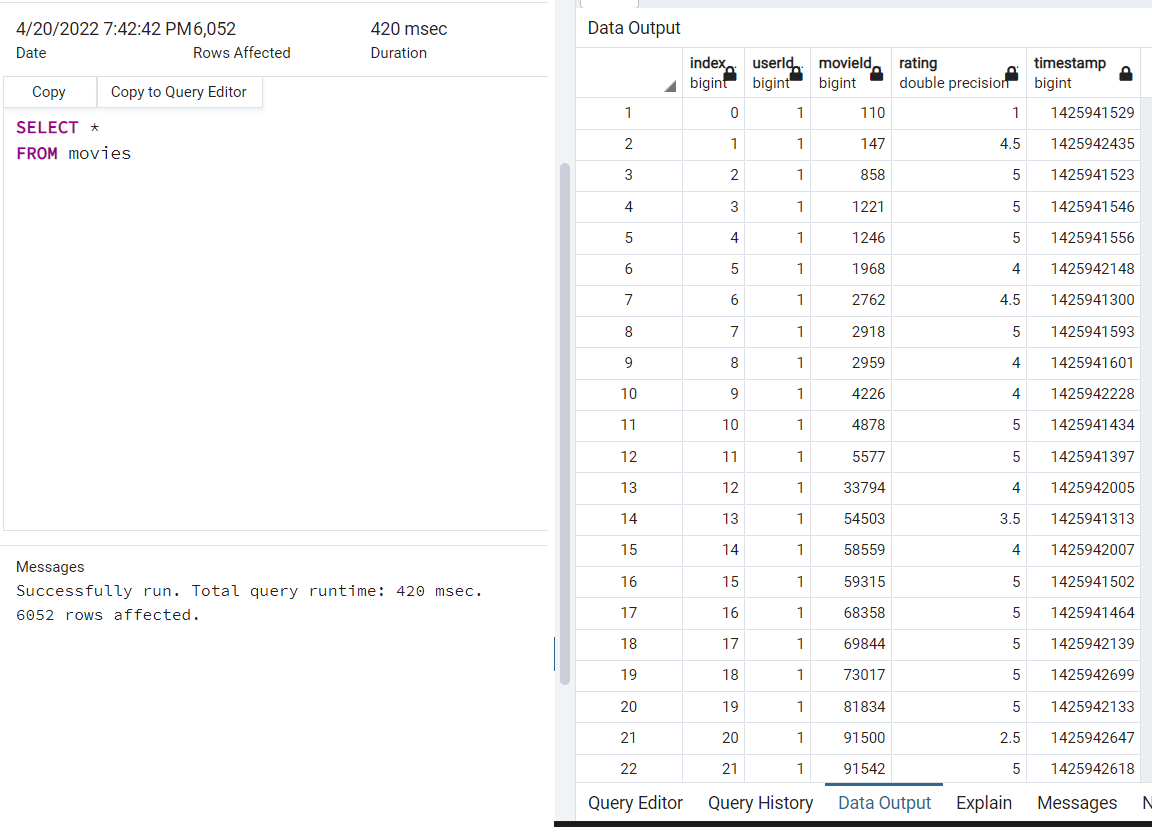 4/20/2022 7:42:42 PM6,052 420 msec
Date Rows Affected Duration
Copy Copy to Query Editor
SELECT *
FROM movies
Messages
Successfully run. Total query runtime: 420 msec.
6052 rows affected.
Data Output
index userId movieId rating timestamp
bigint bigint bigint double precision bigint
1 0 1 110 1 1425941529
2 1 1 147 4.5 1425942435
3 2 1 858 5 1425941523
4 3 1 1221 5 1425941546
5 4 1 1246 5 1425941556
6 5 1 1968 4 1425942148
7 6 1 2762 4.5 1425941300
8 7 1 2918 5 1425941593
9 8 1 2959 4 1425941601
10 9 1 4226 4 1425942228
11 10 1 4878 5 1425941434
12 11 1 5577 5 1425941397
13 12 1 33794 4 1425942005
14 13 1 54503 3.5 1425941313
15 14 1 58559 4 1425942007
16 15 1 59315 5 1425941502
17 16 1 68358 5 1425941464
18 17 1 69844 5 1425942139
19 18 1 73017 5 1425942699
20 19 1 81834 5 1425942133
21 20 1 91500 2.5 1425942647
22 21 1 91542 5 1425942618
Query Editor Query History Data Output Explain Messages